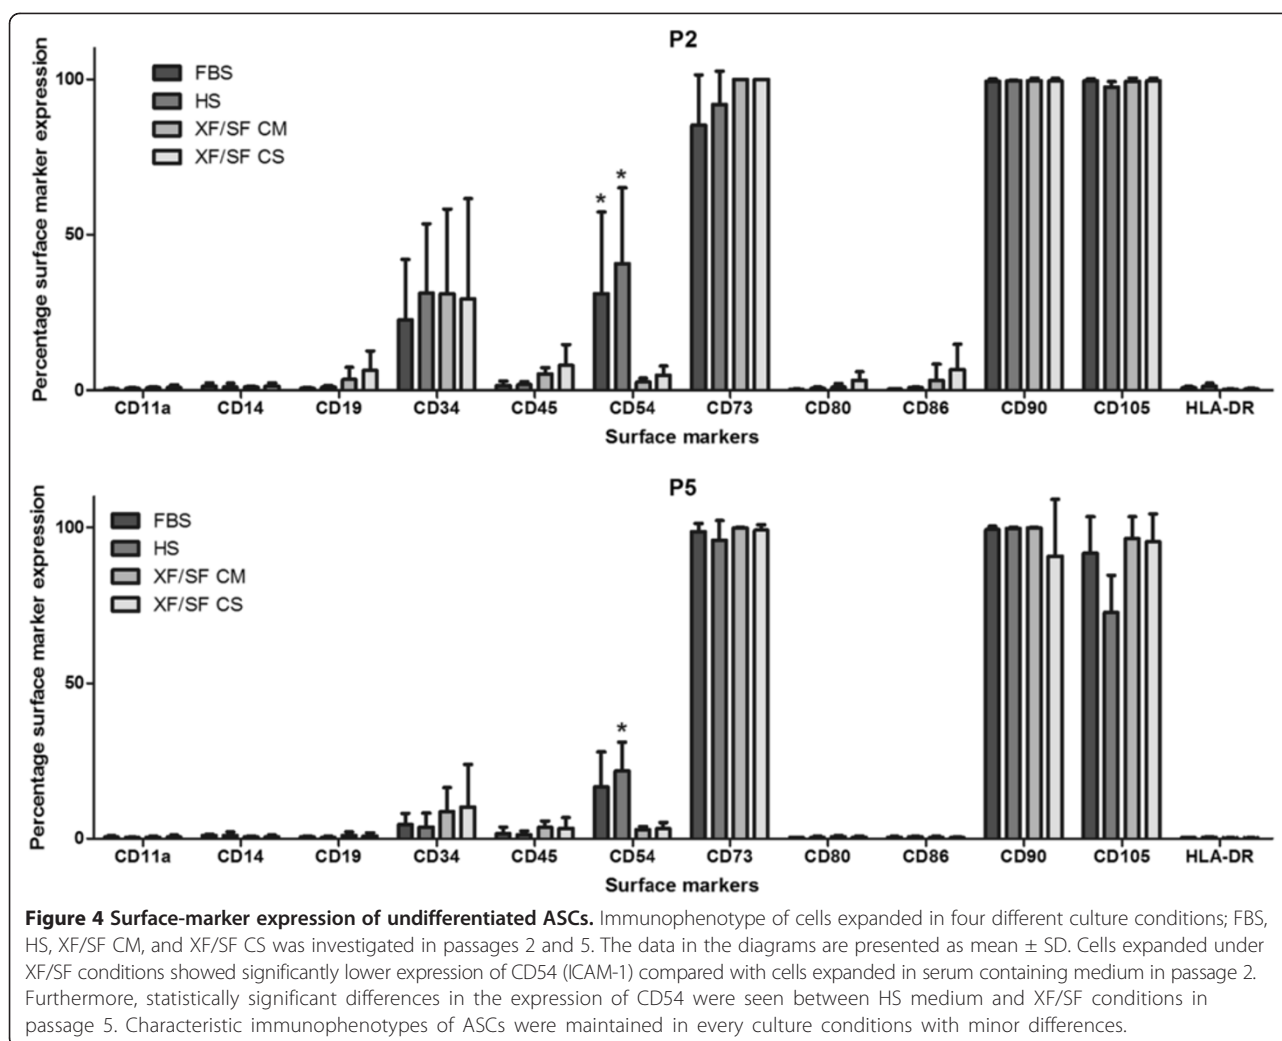 P2
Percentage surface marker expression
100
50
0
FBS
HS
XF/SF CM
XF/SF CS
* *
CD11a CD14 CD19 CD34 CD45 CD54 CD73 CD80 CD86 CD90 CD105 HLA-DR
Surface markers
P5
Percentage surface marker expression
100
50
0
FBS
HS
XF/SF CM
XF/SF CS
*
CD11a CD14 CD19 CD34 CD45 CD54 CD73 CD80 CD86 CD90 CD105 HLA-DR
Surface markers
Figure 4 Surface-marker expression of undifferentiated ASCs. Immunophenotype of cells expanded in four different culture conditions; FBS,
HS, XF/SF CM, and XF/SF CS was investigated in passages 2 and 5. The data in the diagrams are presented as mean ± SD. Cells expanded under
XF/SF conditions showed significantly lower expression of CD54 (ICAM-1) compared with cells expanded in serum containing medium in passage 2.
Furthermore, statistically significant differences in the expression of CD54 were seen between HS medium and XF/SF conditions in
passage 5. Characteristic immunophenotypes of ASCs were maintained in every culture conditions with minor differences.